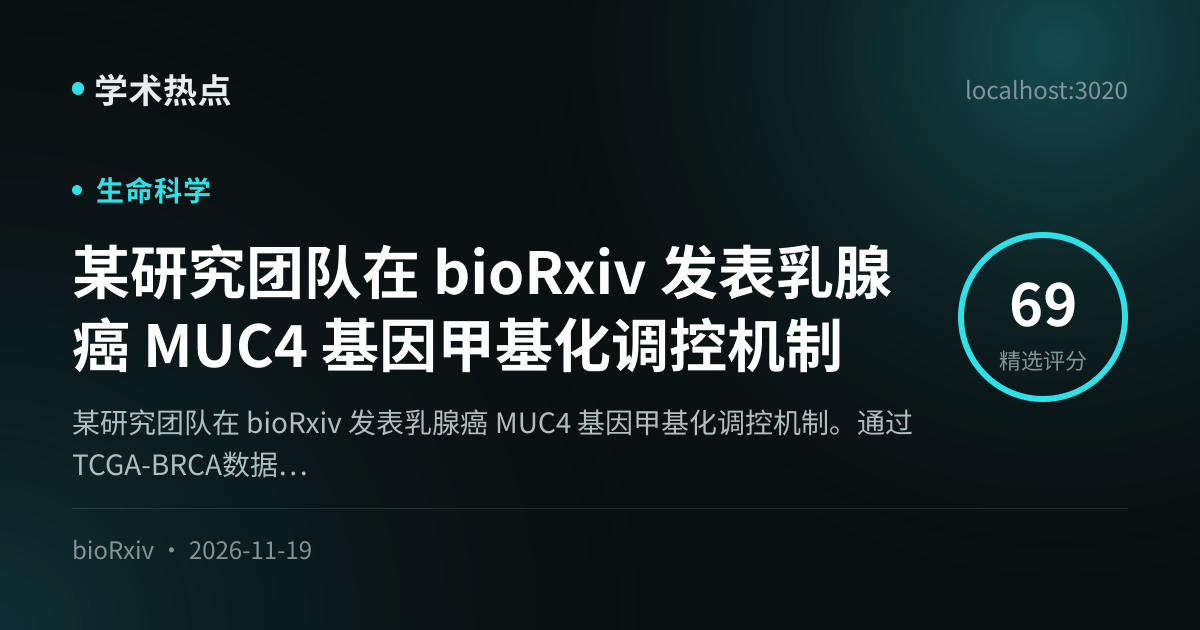 学术热点
localhost:3020
生命科学
某研究团队在 bioRxiv 发表乳腺
癌 MUC4 基因甲基化调控机制
69
精选评分
某研究团队在 bioRxiv 发表乳腺癌 MUC4 基因甲基化调控机制。通过
TCGA-BRCA数据…
bioRxiv · 2026-11-19